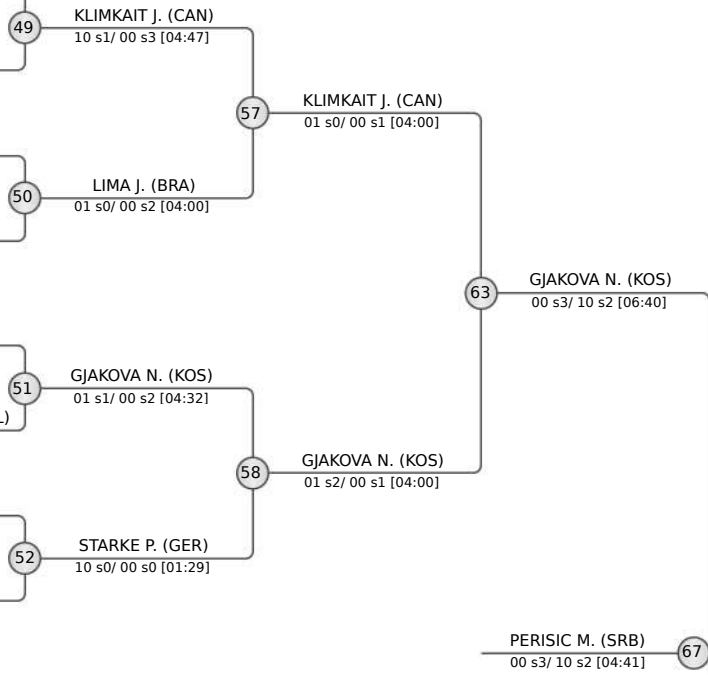 49
KLIMKAIT J. (CAN)
10 s1/ 00 s3 [04:47]
57
KLIMKAIT J. (CAN)
01 s0/ 00 s1 [04:00]
50
LIMA J. (BRA)
01 s0/ 00 s2 [04:00]
63
GJAKOVA N. (KOS)
00 s3/ 10 s2 [06:40]
51
GJAKOVA N. (KOS)
01 s1/ 00 s2 [04:32]
L)
58
GJAKOVA N. (KOS)
01 s2/ 00 s1 [04:00]
52
STARKE P. (GER)
10 s0/ 00 s0 [01:29]
PERISIC M. (SRB)
00 s3/ 10 s2 [04:41]
67